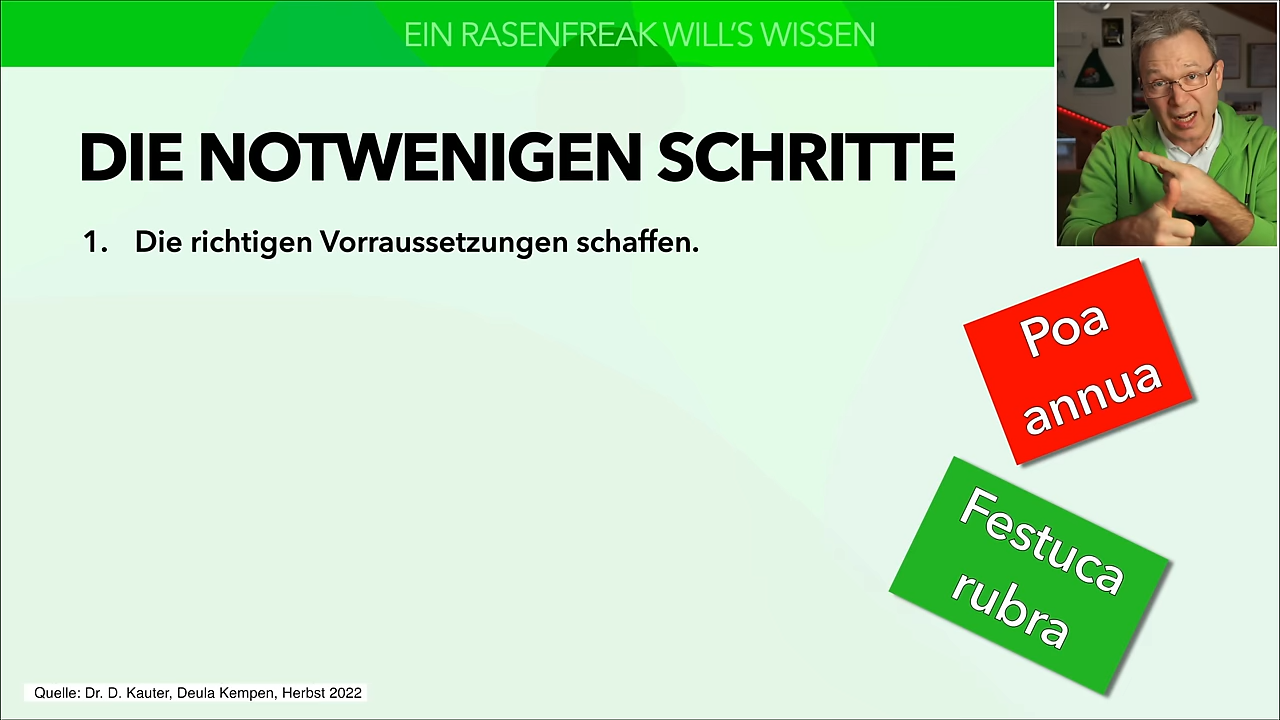 EIN RASENFREAK WILL'S WISSEN
DIE NOTWENIGEN SCHRITTE
1. Die richtigen Vorraussetzungen schaffen.
Poa
annua
Festuca
rubra
Quelle: Dr. D. Kauter, Deula Kempen, Herbst 2022